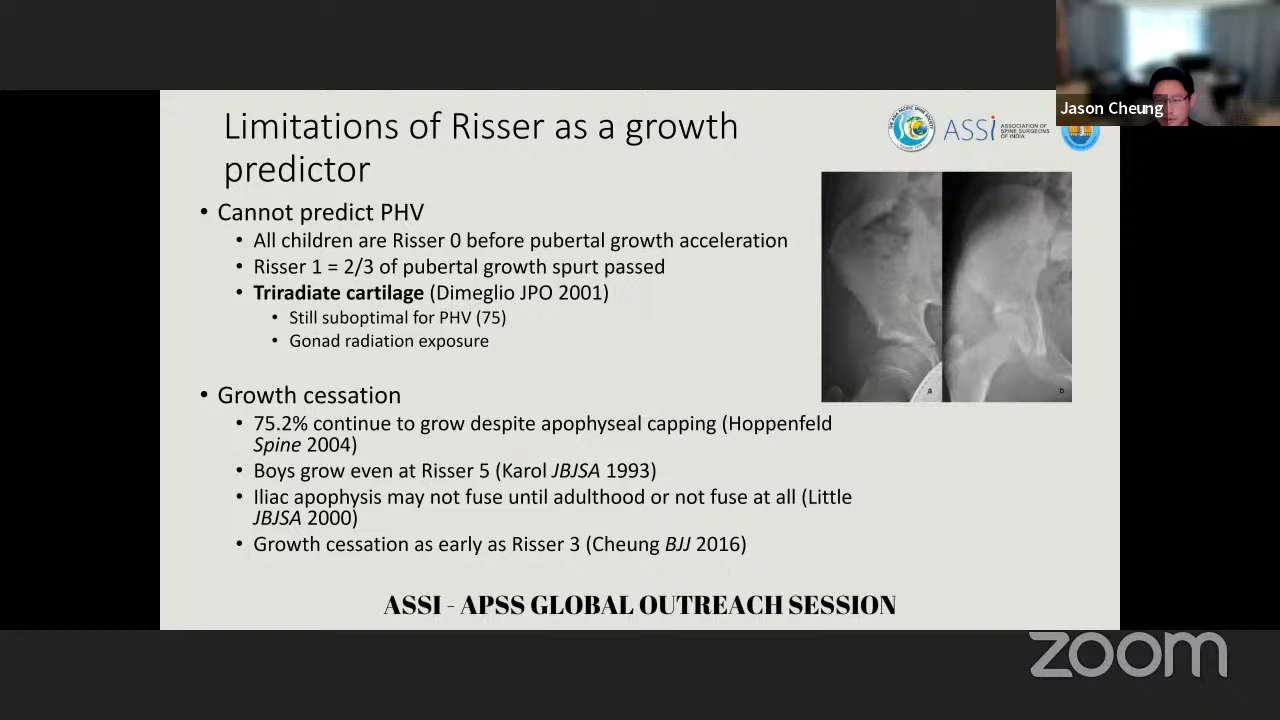 Jason Cheung
Limitations of Risser as a growth
predictor
ASSi ASSOCIATION OF
SPINE SURGEONS
OF INDIA
• Cannot predict PHV
• All children are Risser 0 before pubertal growth acceleration
• Risser 1 = 2/3 of pubertal growth spurt passed
• Triradiate cartilage (Dimeglio JPO 2001)
• Still suboptimal for PHV (75)
• Gonad radiation exposure
a
b
• Growth cessation
• 75.2% continue to grow despite apophyseal capping (Hoppenfeld
Spine 2004)
• Boys grow even at Risser 5 (Karol JBJSA 1993)
• Iliac apophysis may not fuse until adulthood or not fuse at all (Little
JBJSA 2000)
• Growth cessation as early as Risser 3 (Cheung BJJ 2016)
ASSI - APSS GLOBAL OUTREACH SESSION
zoom